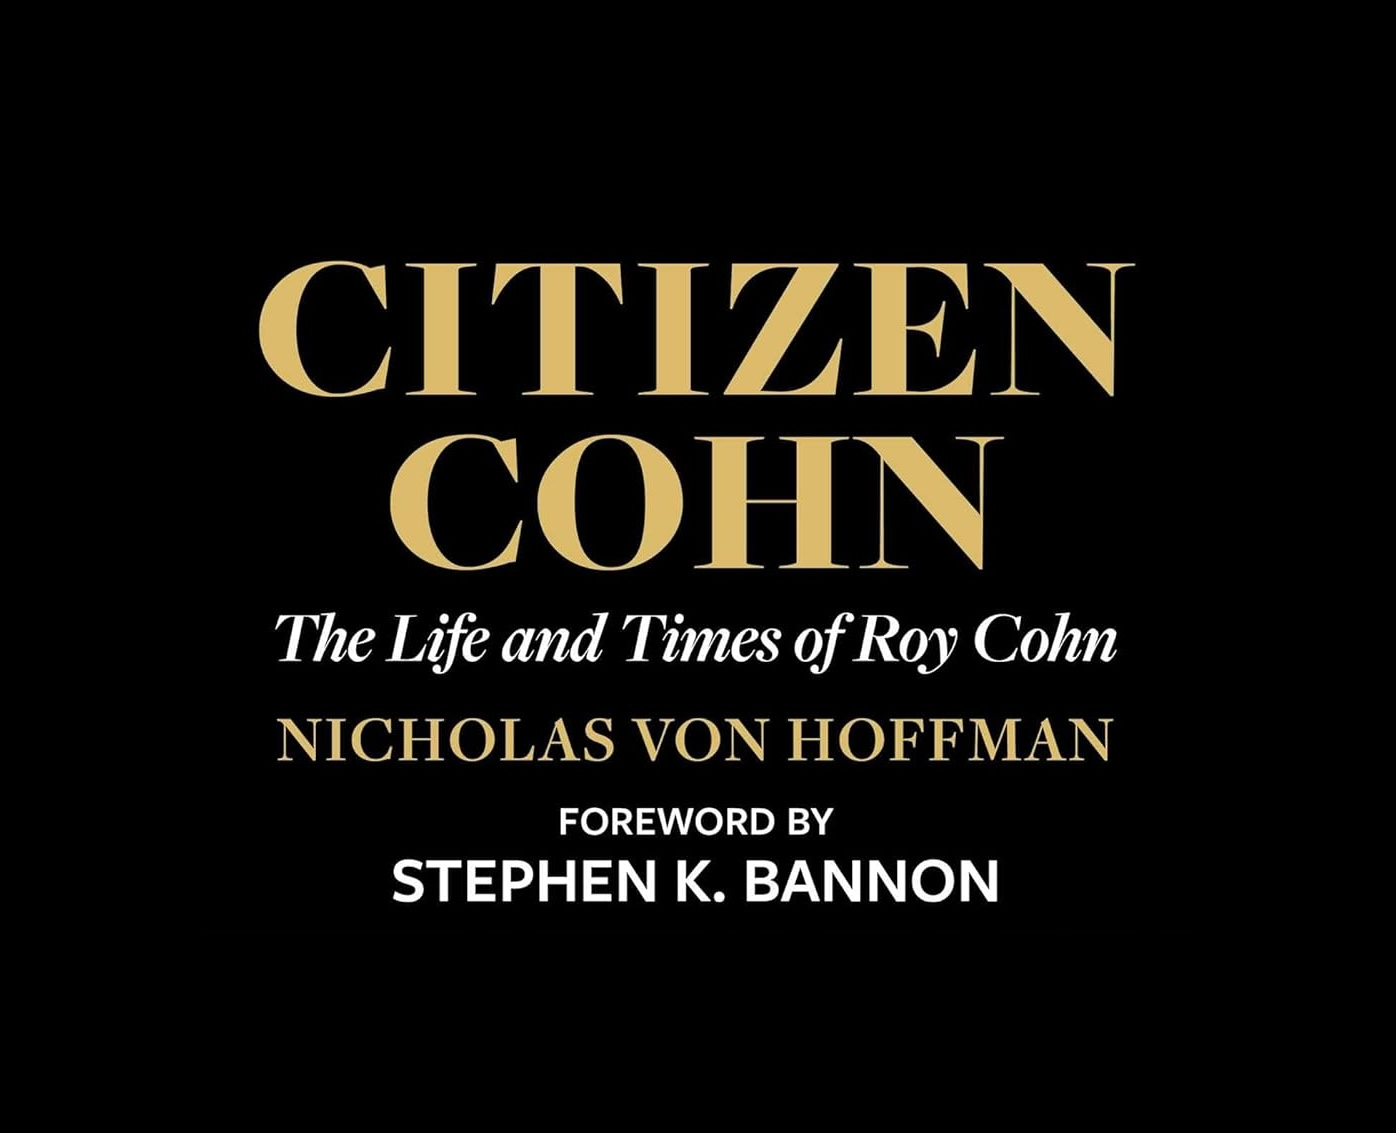 CITIZEN
COHN
The Life and Times of Roy Cohn
NICHOLAS VON HOFFMAN
FOREWORD BY
STEPHEN K. BANNON